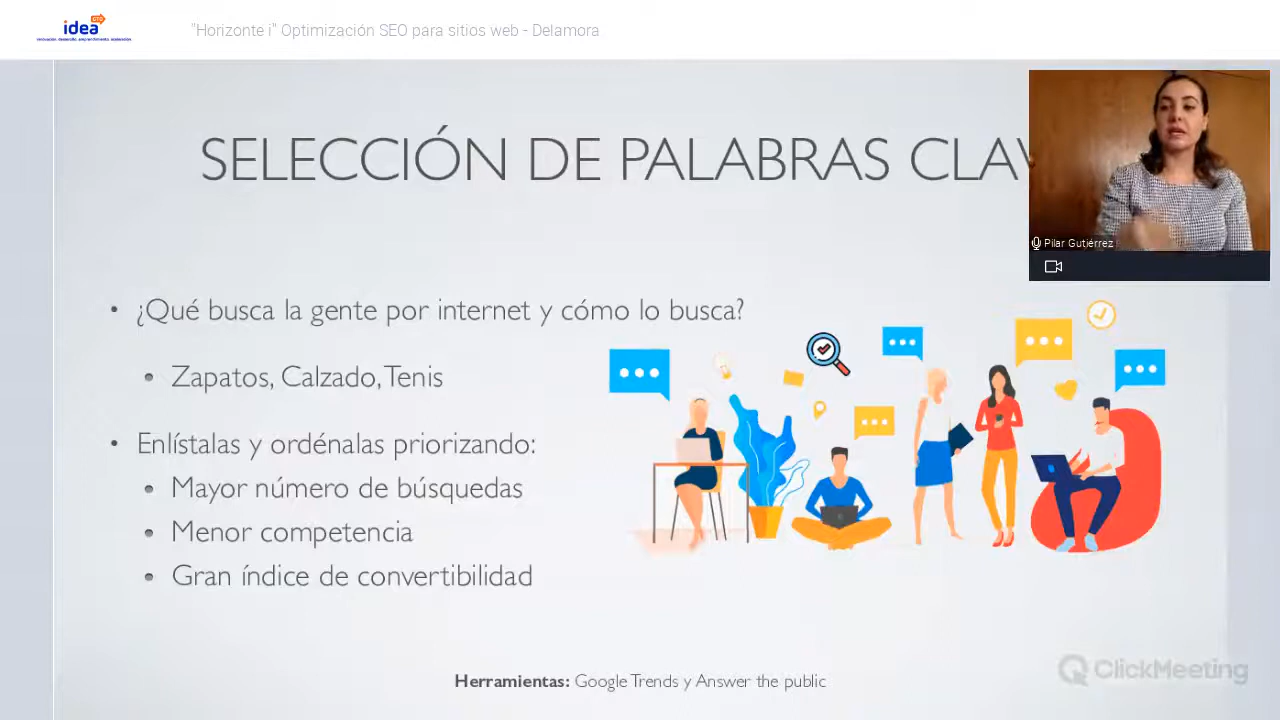 idea GTO
"Horizonte i" Optimización SEO para sitios web - Delamora
SELECCIÓN DE PALABRAS CLAV
Pilar Gutiérrez
• ¿Qué busca la gente por internet y cómo lo busca?
• Zapatos, Calzado, Tenis
• Enlístalas y ordénalas priorizando:
• Mayor número de búsquedas
• Menor competencia
• Gran índice de convertibilidad
Herramientas: Google Trends y Answer the public
ClickMeeting